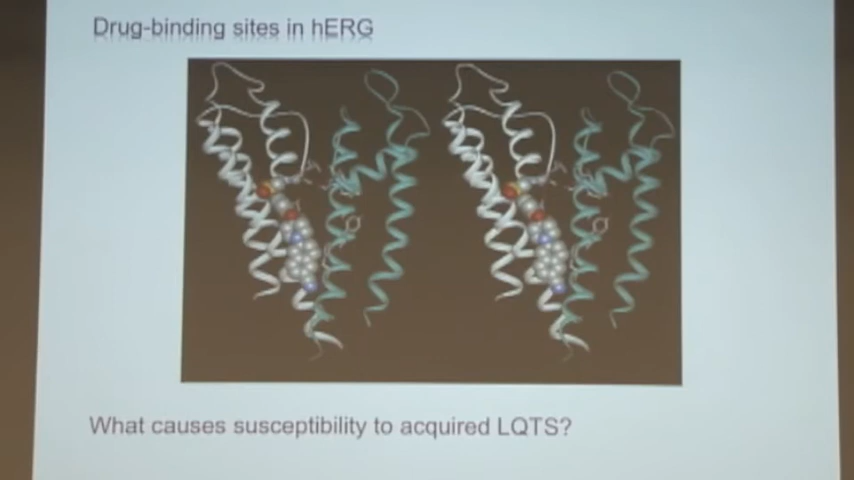 Drug-binding sites in hERG
What causes susceptibility to acquired LQTS?